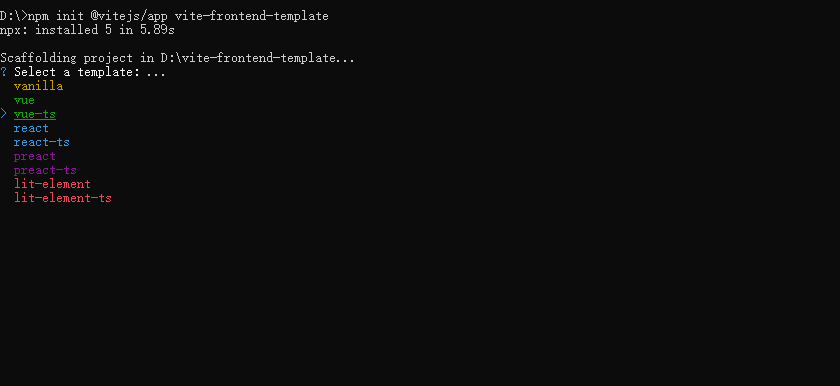 D:\>npm init @vitejs/app vite-frontend-template
npx: installed 5 in 5.89s
Scaffolding project in D:\vite-frontend-template...
? Select a template: ...
vanilla
vue
> vue-ts
react
react-ts
preact
preact-ts
lit-element
lit-element-ts